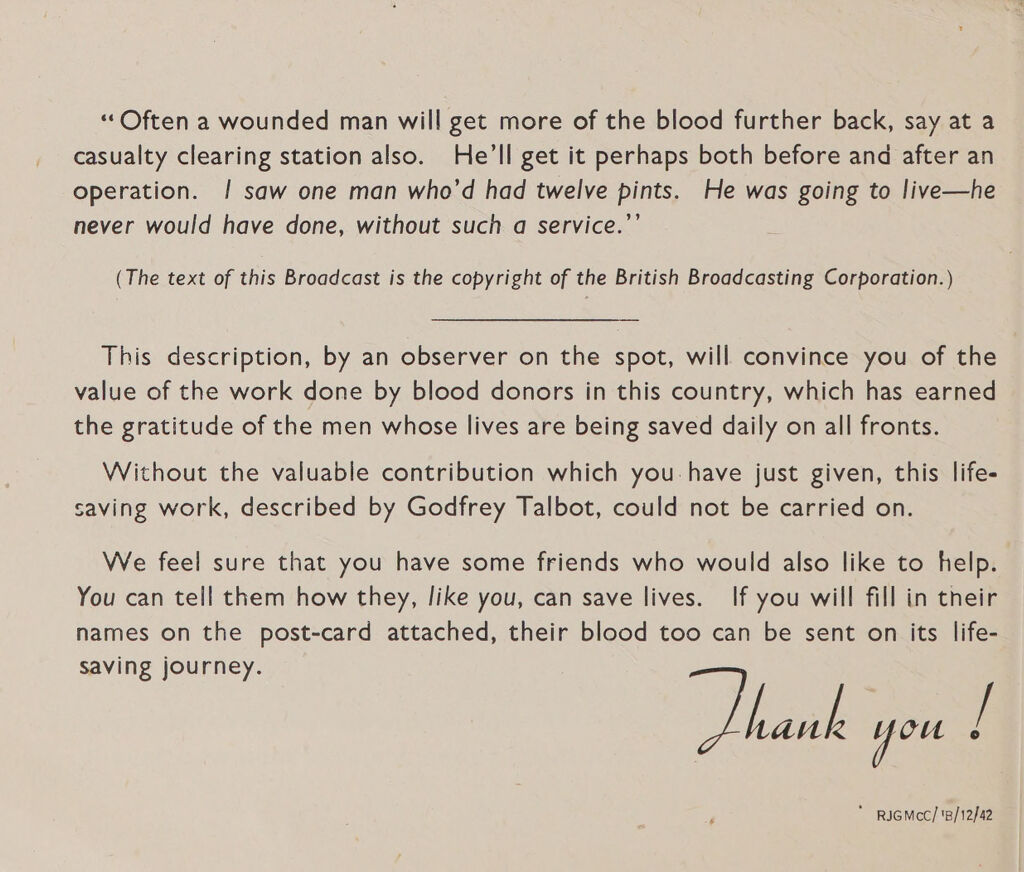 “Often a wounded man will get more of the blood further back, say at a
casualty clearing station also. He’ll get it perhaps both before and after an
operation. I saw one man who’d had twelve pints. He was going to live—he
never would have done, without such a service.’’
(The text of this Broadcast is the copyright of the British Broadcasting Corporation.)
This description, by an observer on the spot, will convince you of the
value of the work done by blood donors in this country, which has earned
the gratitude of the men whose lives are being saved daily on all fronts.
Without the valuable contribution which you have just given, this life-
saving work, described by Godfrey Talbot, could not be carried on.
We feel sure that you have some friends who would also like to help.
You can tell them how they, like you, can save lives. If you will fill in their
names on the post-card attached, their blood too can be sent on its life-
saving journey.
Thank you !
RJGMcC/1B/12/42